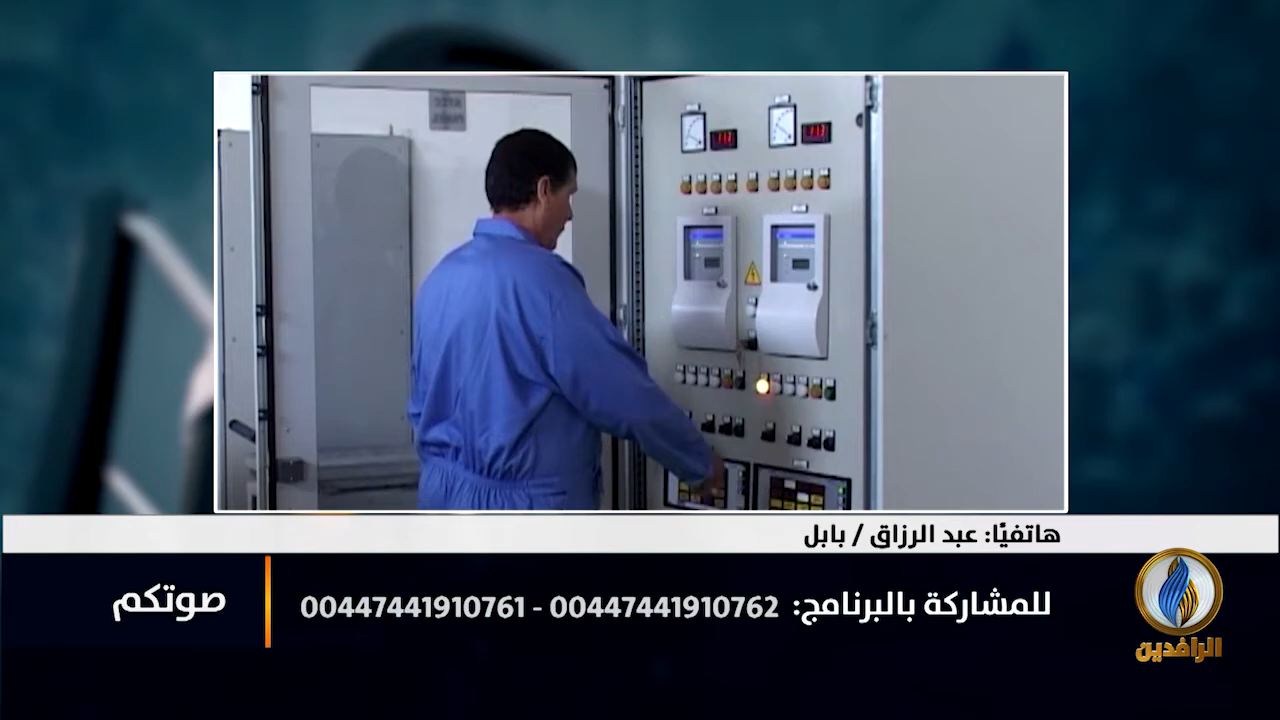 هاتفيًا: عبد الرزاق / بابل
للمشاركة بالبرنامج: 00447441910762 - 00447441910761
صوتكم
الرافدين